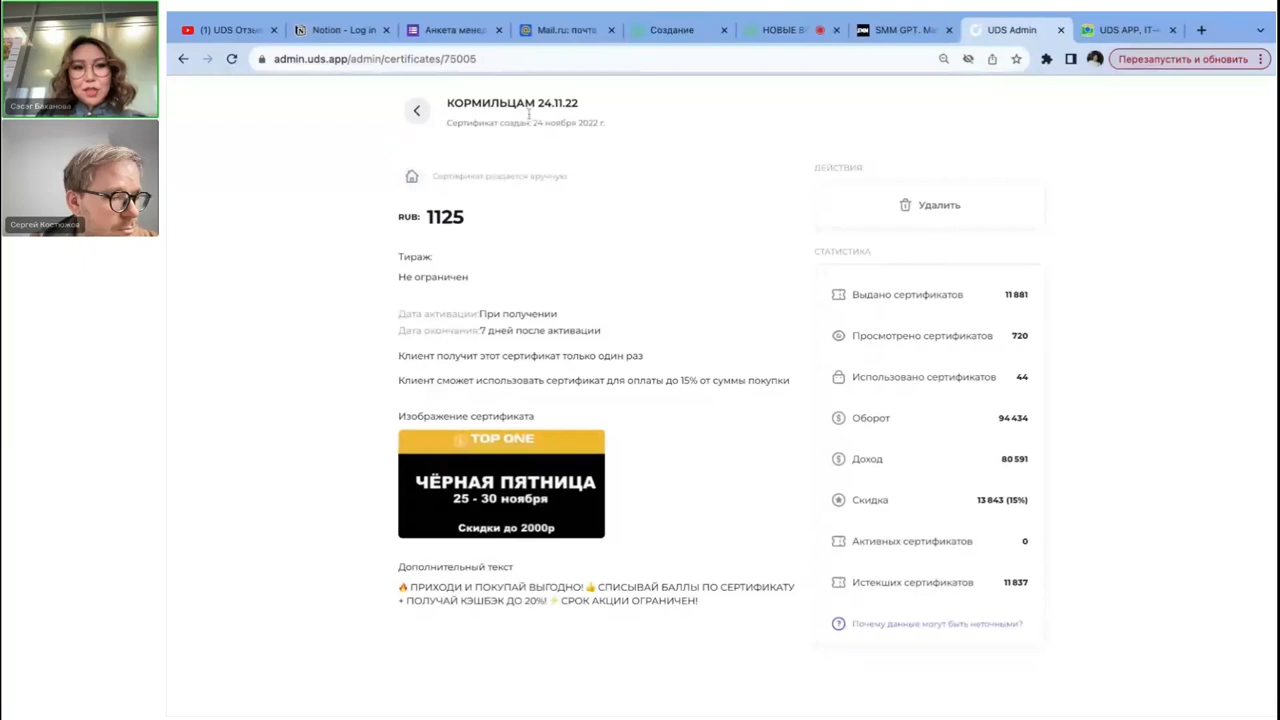 (1) UDS Отзы
Notion – Log in
Анкета мене
Mail.ru: почта
Создание
НОВЫЕ В
SMM GPT. М
UDS Admin
UDS APP, IT-
admin.uds.app/admin/certificates/75005
Перезапустить и обновить
Сэсэг Баханова
Сергей Костюжов
КОРМИЛЬЦАМ 24.11.22
Сертификат создан: 24 ноября 2022 г.
Сертификат раздается вручную
RUB: 1125
Тираж:
Не ограничен
Дата активации:При получении
Дата окончания:7 дней после активации
Клиент получит этот сертификат только один раз
Клиент сможет использовать сертификат для оплаты до 15% от суммы покупки
Изображение сертификата
TOP ONE
ЧЁРНАЯ ПЯТНИЦА
25 - 30 ноября
Скидки до 2000р
Дополнительный текст
🔥 ПРИХОДИ И ПОКУПАЙ ВЫГОДНО! 👍 СПИСЫВАЙ БАЛЛЫ ПО СЕРТИФИКАТУ
+ ПОЛУЧАЙ КЭШБЭК ДО 20%! ⚡ СРОК АКЦИИ ОГРАНИЧЕН!
ДЕЙСТВИЯ
Удалить
СТАТИСТИКА
Выдано сертификатов 11 881
Просмотрено сертификатов 720
Использовано сертификатов 44
Оборот 94 434
Доход 80 591
Скидка 13 843 (15%)
Активных сертификатов 0
Истекших сертификатов 11 837
Почему данные могут быть неточными?